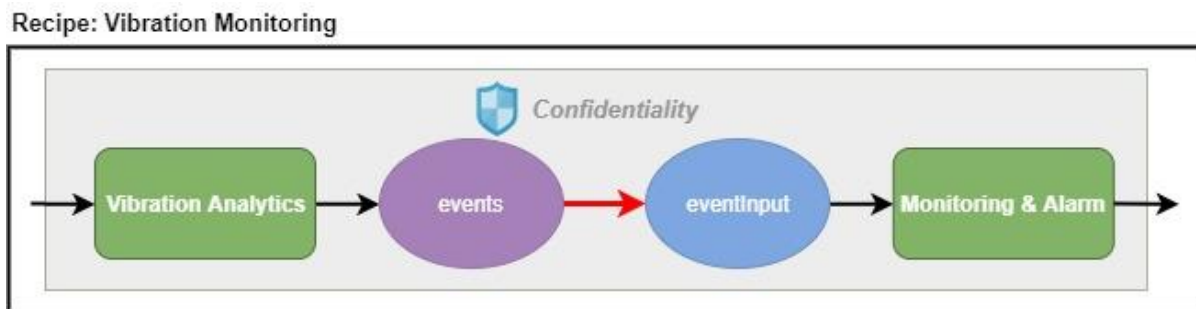 Recipe: Vibration Monitoring
Confidentiality
Vibration Analytics
events
eventInput
Monitoring & Alarm